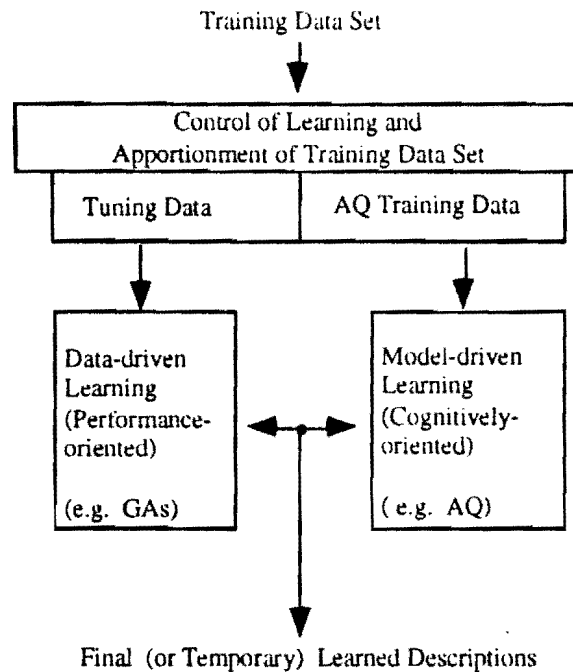 Training Data Set
Control of Learning and
Apportionment of Training Data Set
Tuning Data
AQ Training Data
Data-driven
Learning
(Performance-
oriented)
(e.g. GAs)
Model-driven
Learning
(Cognitively-
oriented)
( e.g. AQ)
Final (or Temporary) Learned Descriptions